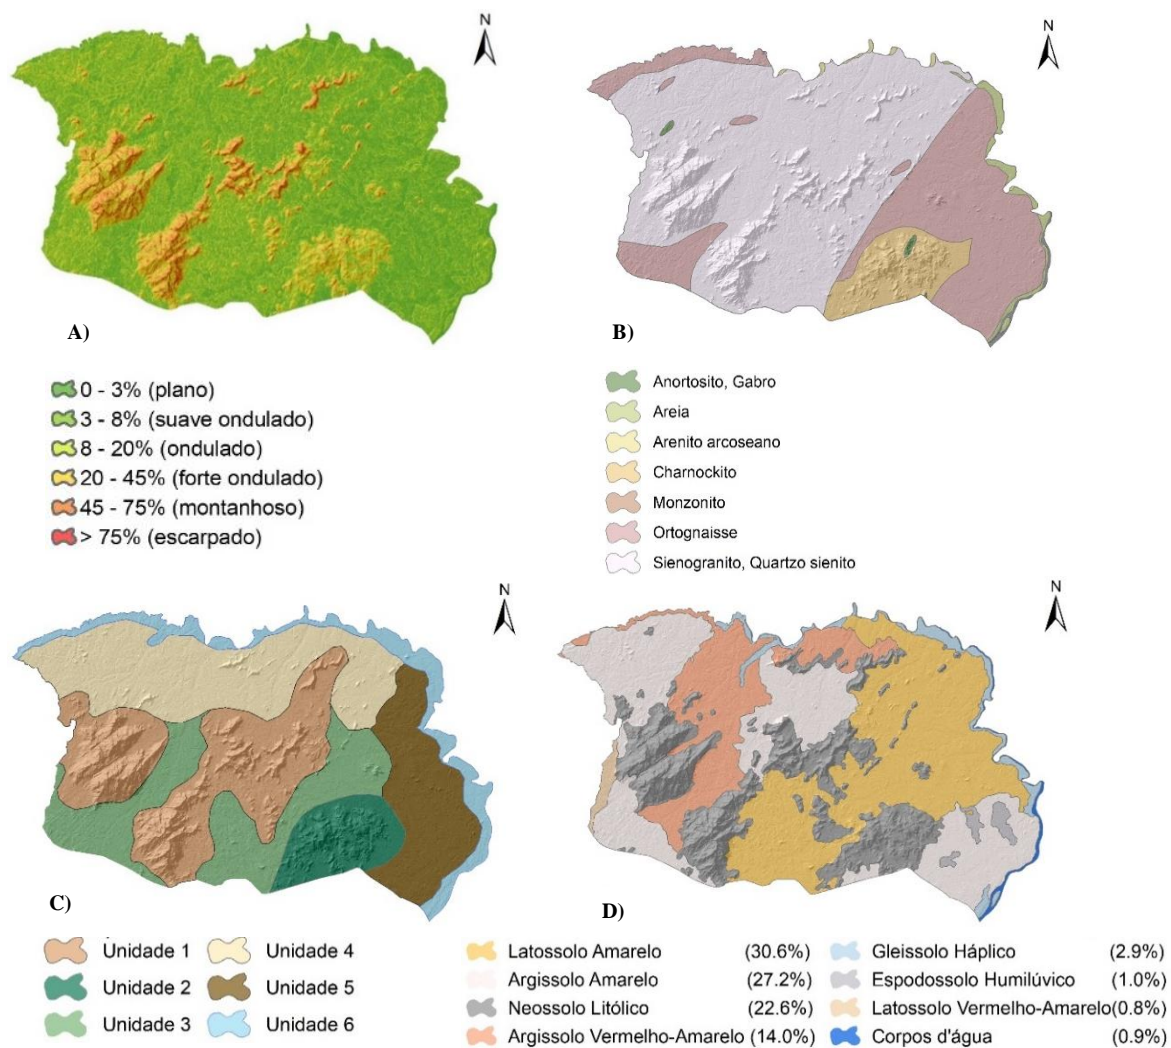 N
N
A)
B)
0 - 3% (plano)
3 - 8% (suave ondulado)
8 - 20% (ondulado)
20 - 45% (forte ondulado)
45 - 75% (montanhoso)
> 75% (escarpado)
Anortosito, Gabro
Areia
Arenito arcoseano
Charnockito
Monzonito
Ortognaisse
Sienogranito, Quartzo sienito
N
N
C)
D)
Unidade 1
Unidade 2
Unidade 3
Unidade 4
Unidade 5
Unidade 6
Latossolo Amarelo (30.6%)
Argissolo Amarelo (27.2%)
Neossolo Litólico (22.6%)
Argissolo Vermelho-Amarelo (14.0%)
Gleissolo Háplico (2.9%)
Espodossolo Humilúvico (1.0%)
Latossolo Vermelho-Amarelo(0.8%)
Corpos d'água (0.9%)